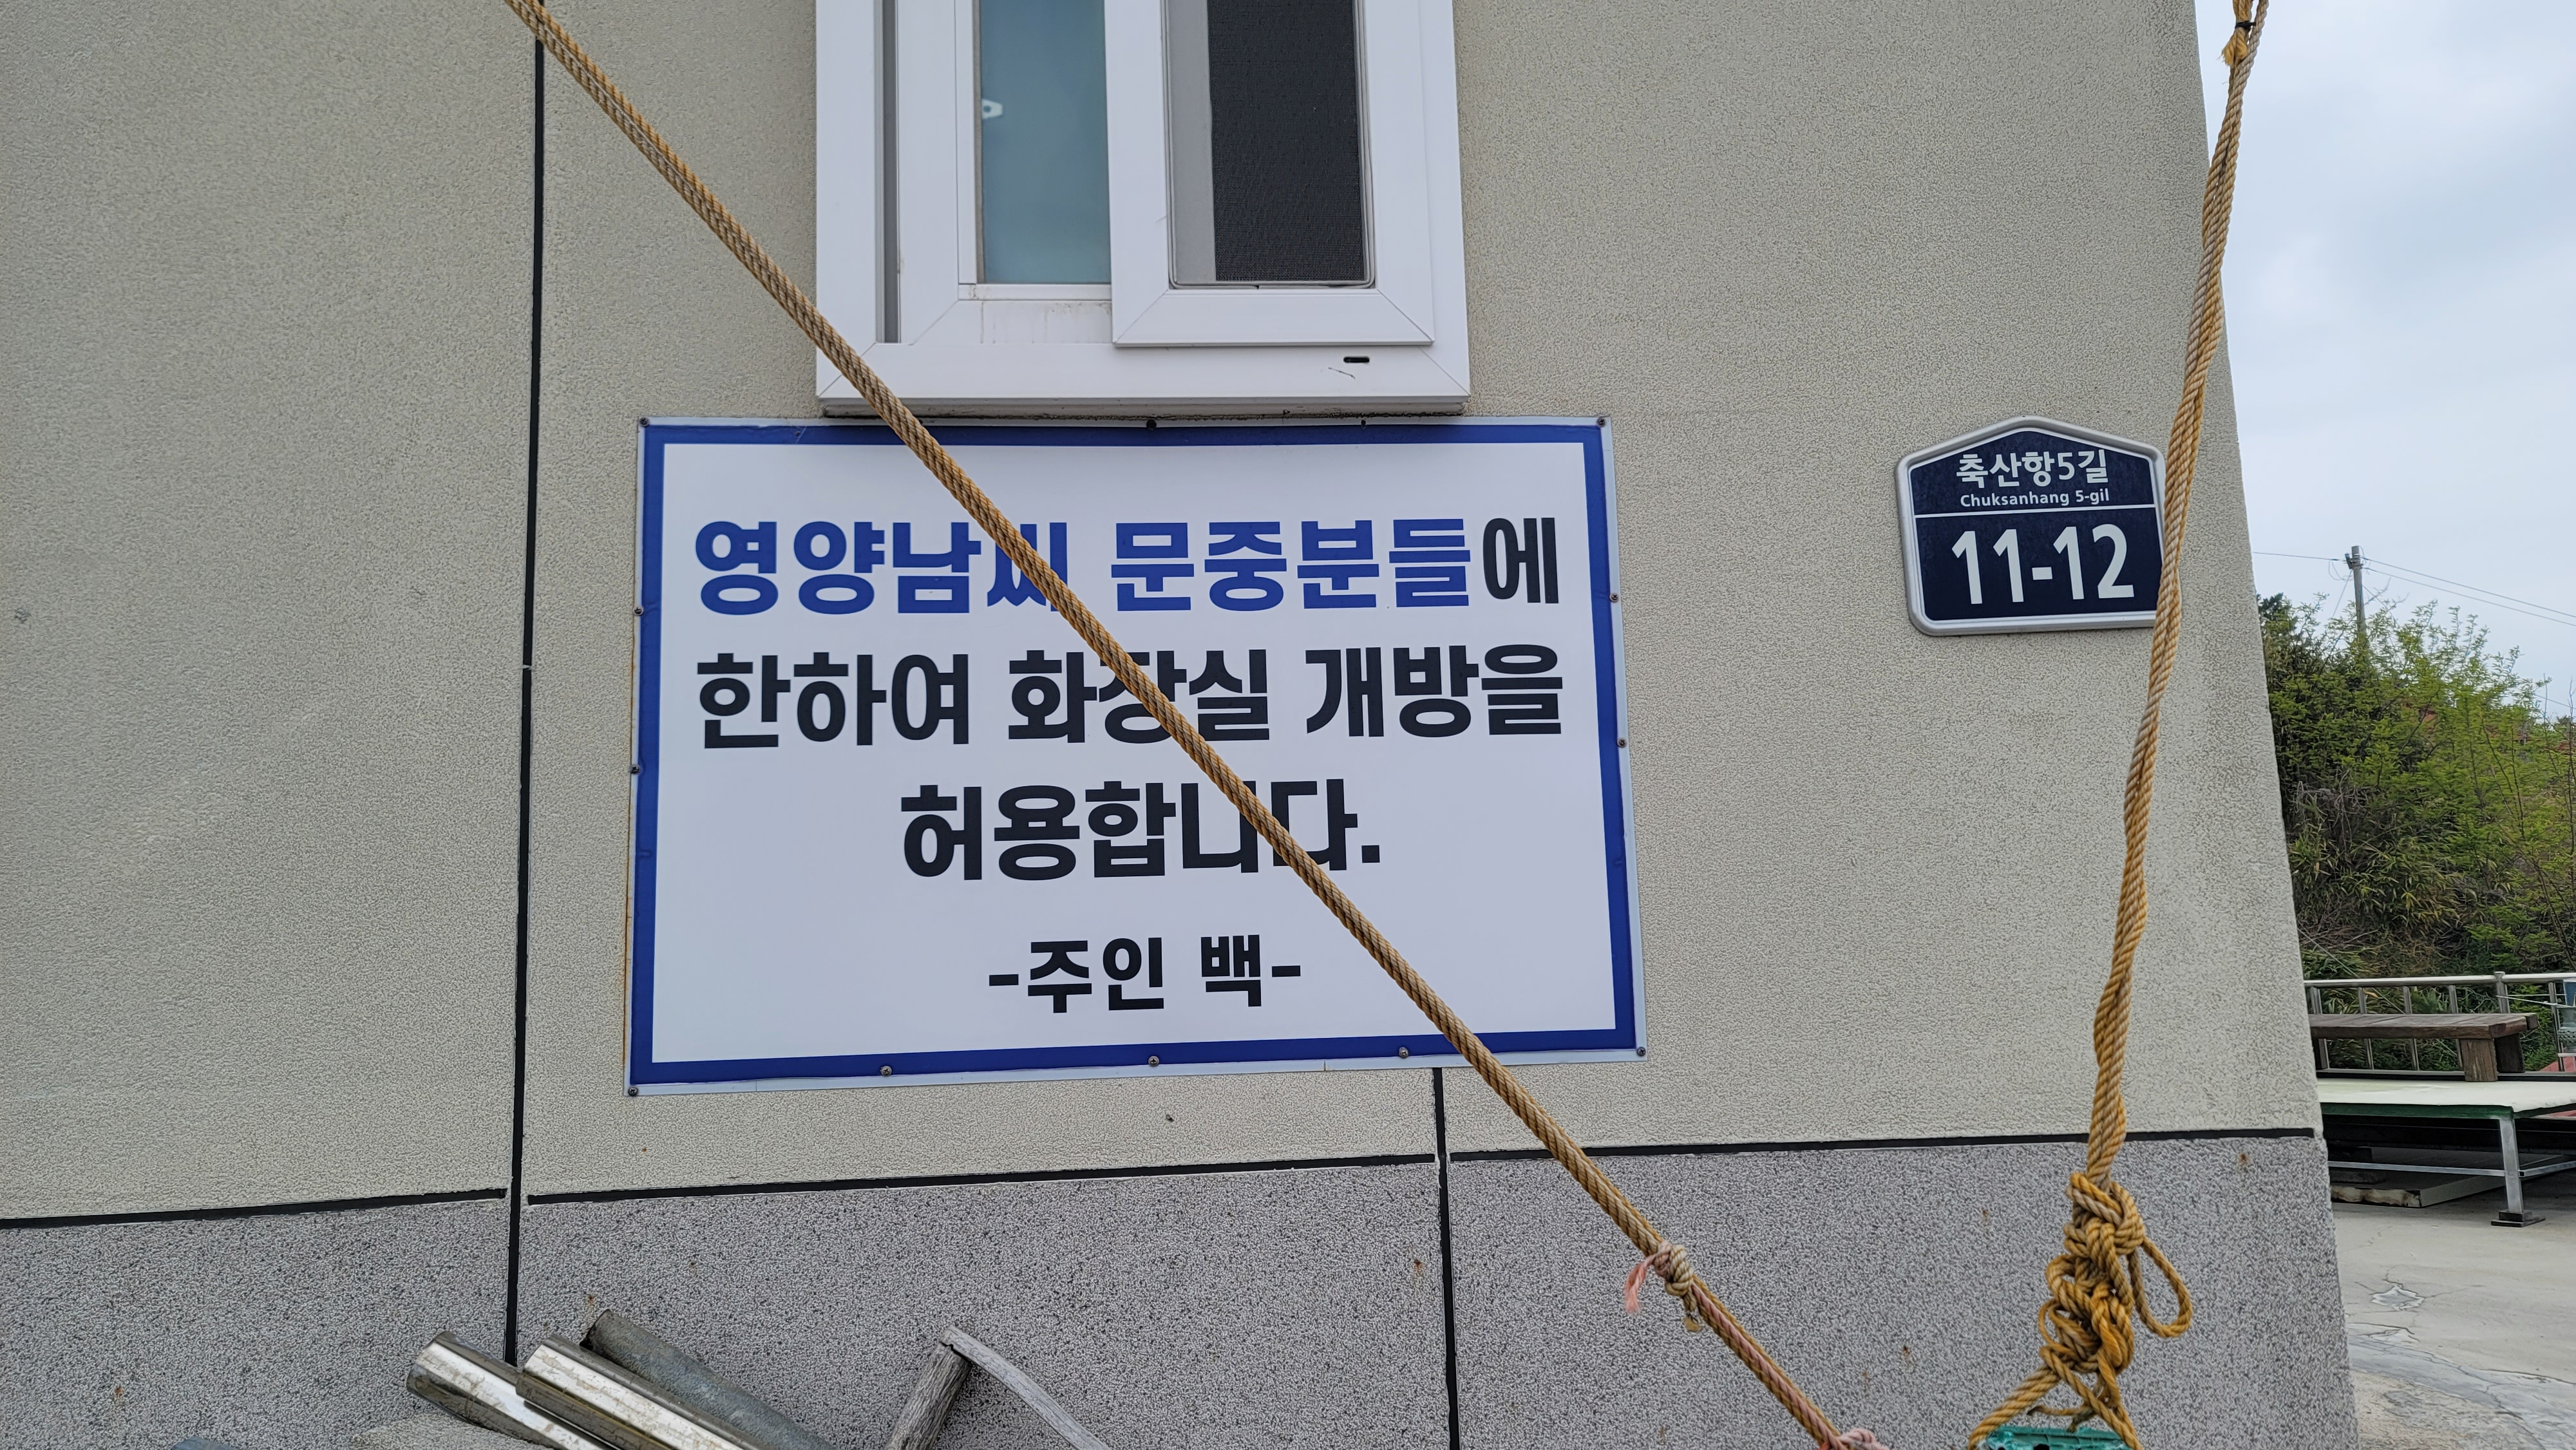 영양남씨 문중분들에
한하여 화장실 개방을
허용합니다.
-주인 백-
축산항5길
Chuksanhang 5-gil
11-12